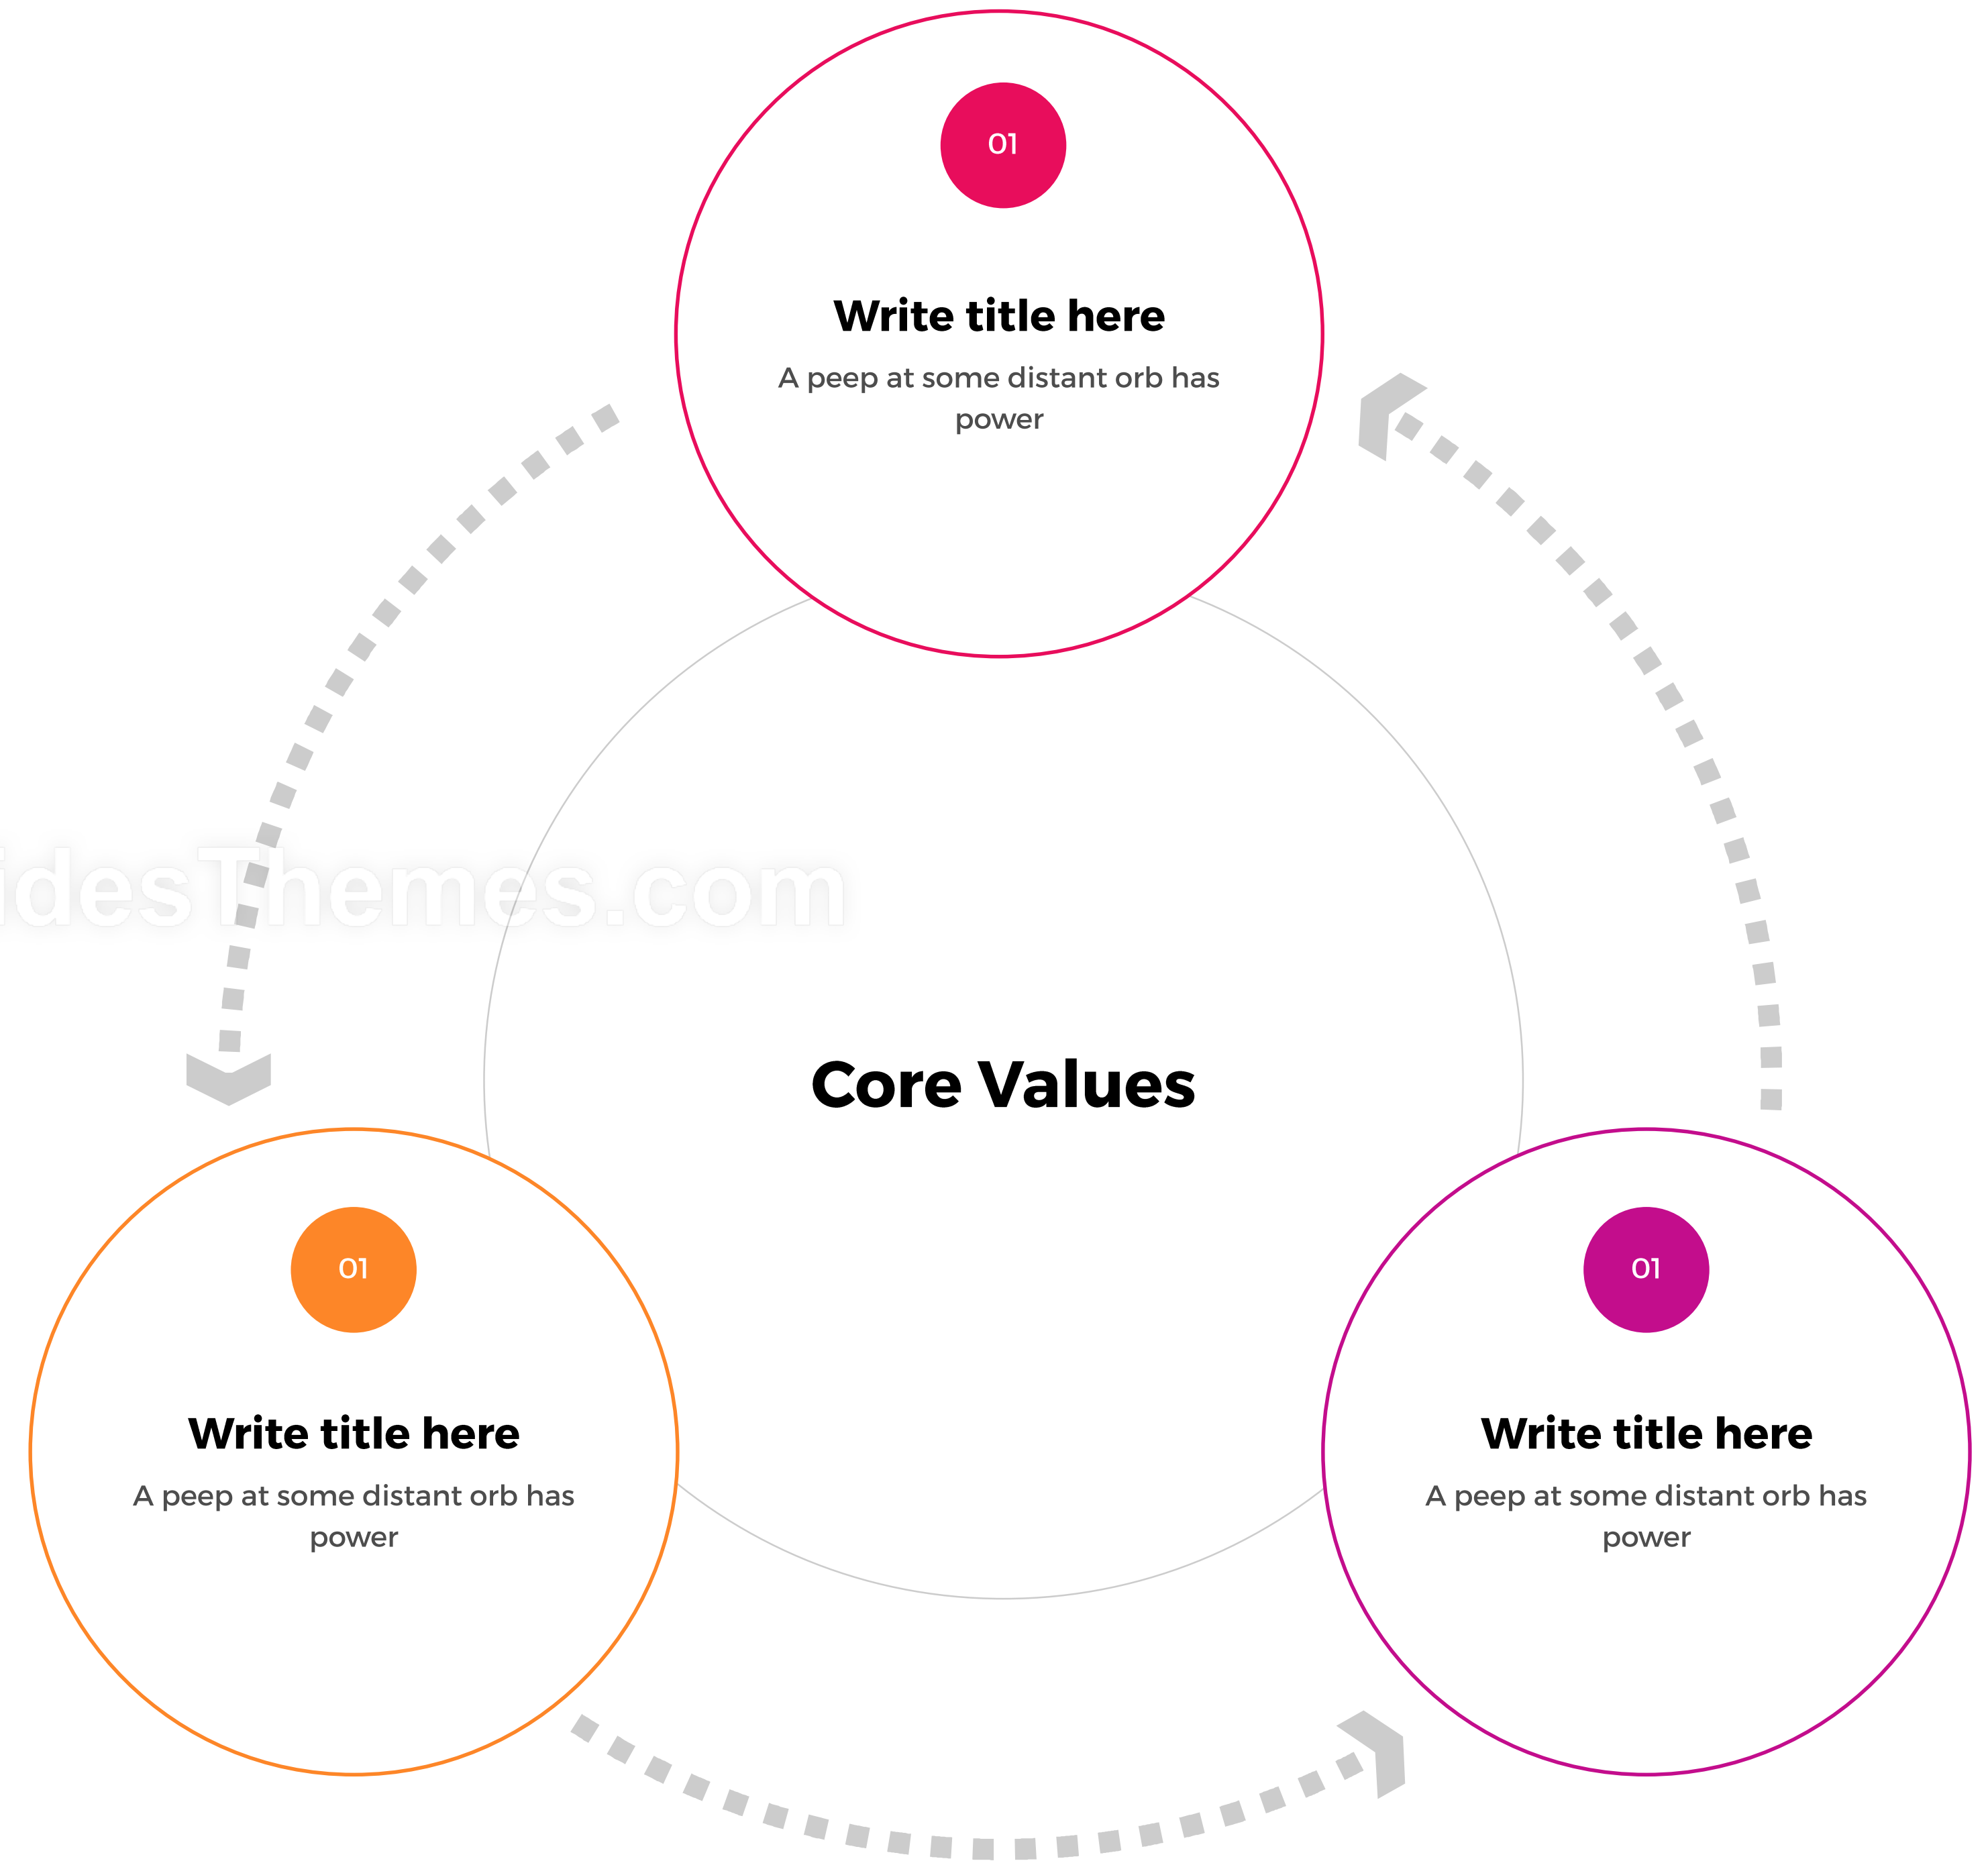 01
Write title here
A peep at some distant orb has
power
idesThemes.com
Core Values
01
Write title here
A peep at some distant orb has
power
01
Write title here
A peep at some distant orb has
power